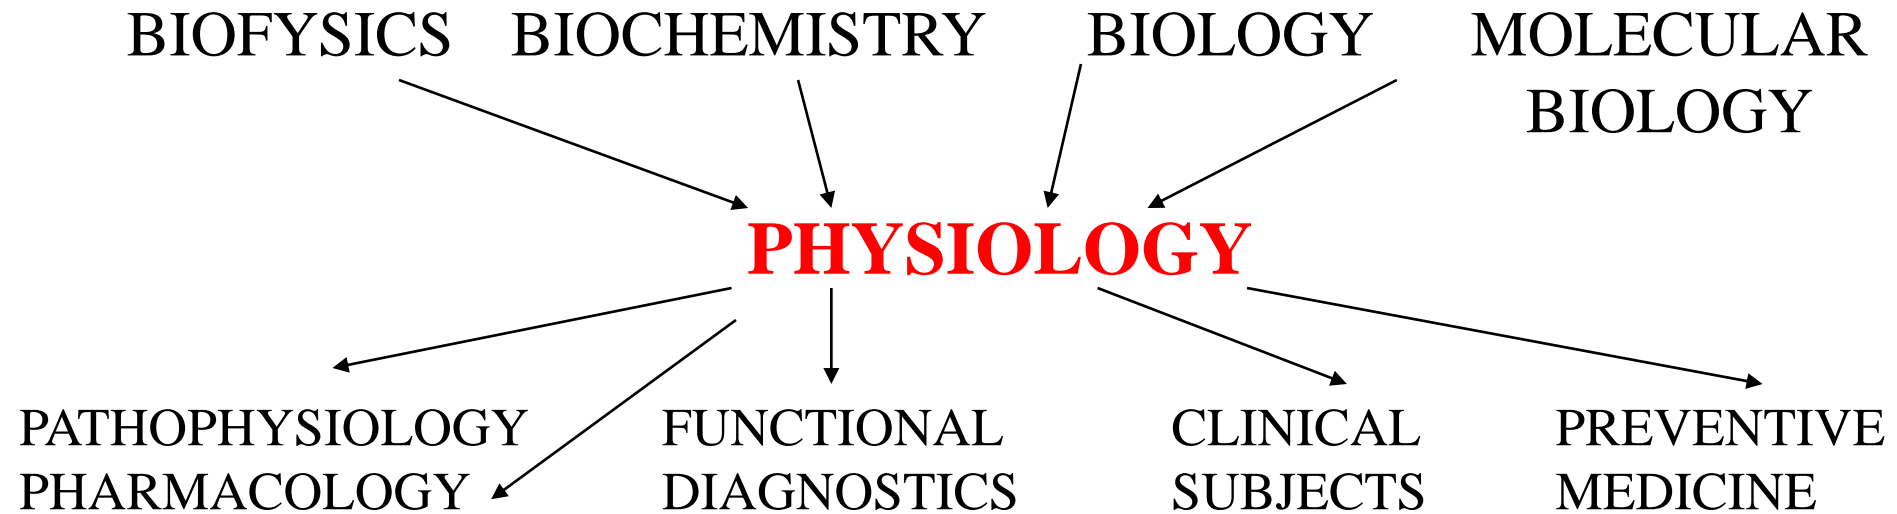 BIOFYSICS BIOCHEMISTRY BIOLOGY MOLECULAR
BIOLOGY
PHYSIOLOGY
PATHOPHYSIOLOGY FUNCTIONAL CLINICAL PREVENTIVE
PHARMACOLOGY DIAGNOSTICS SUBJECTS MEDICINE